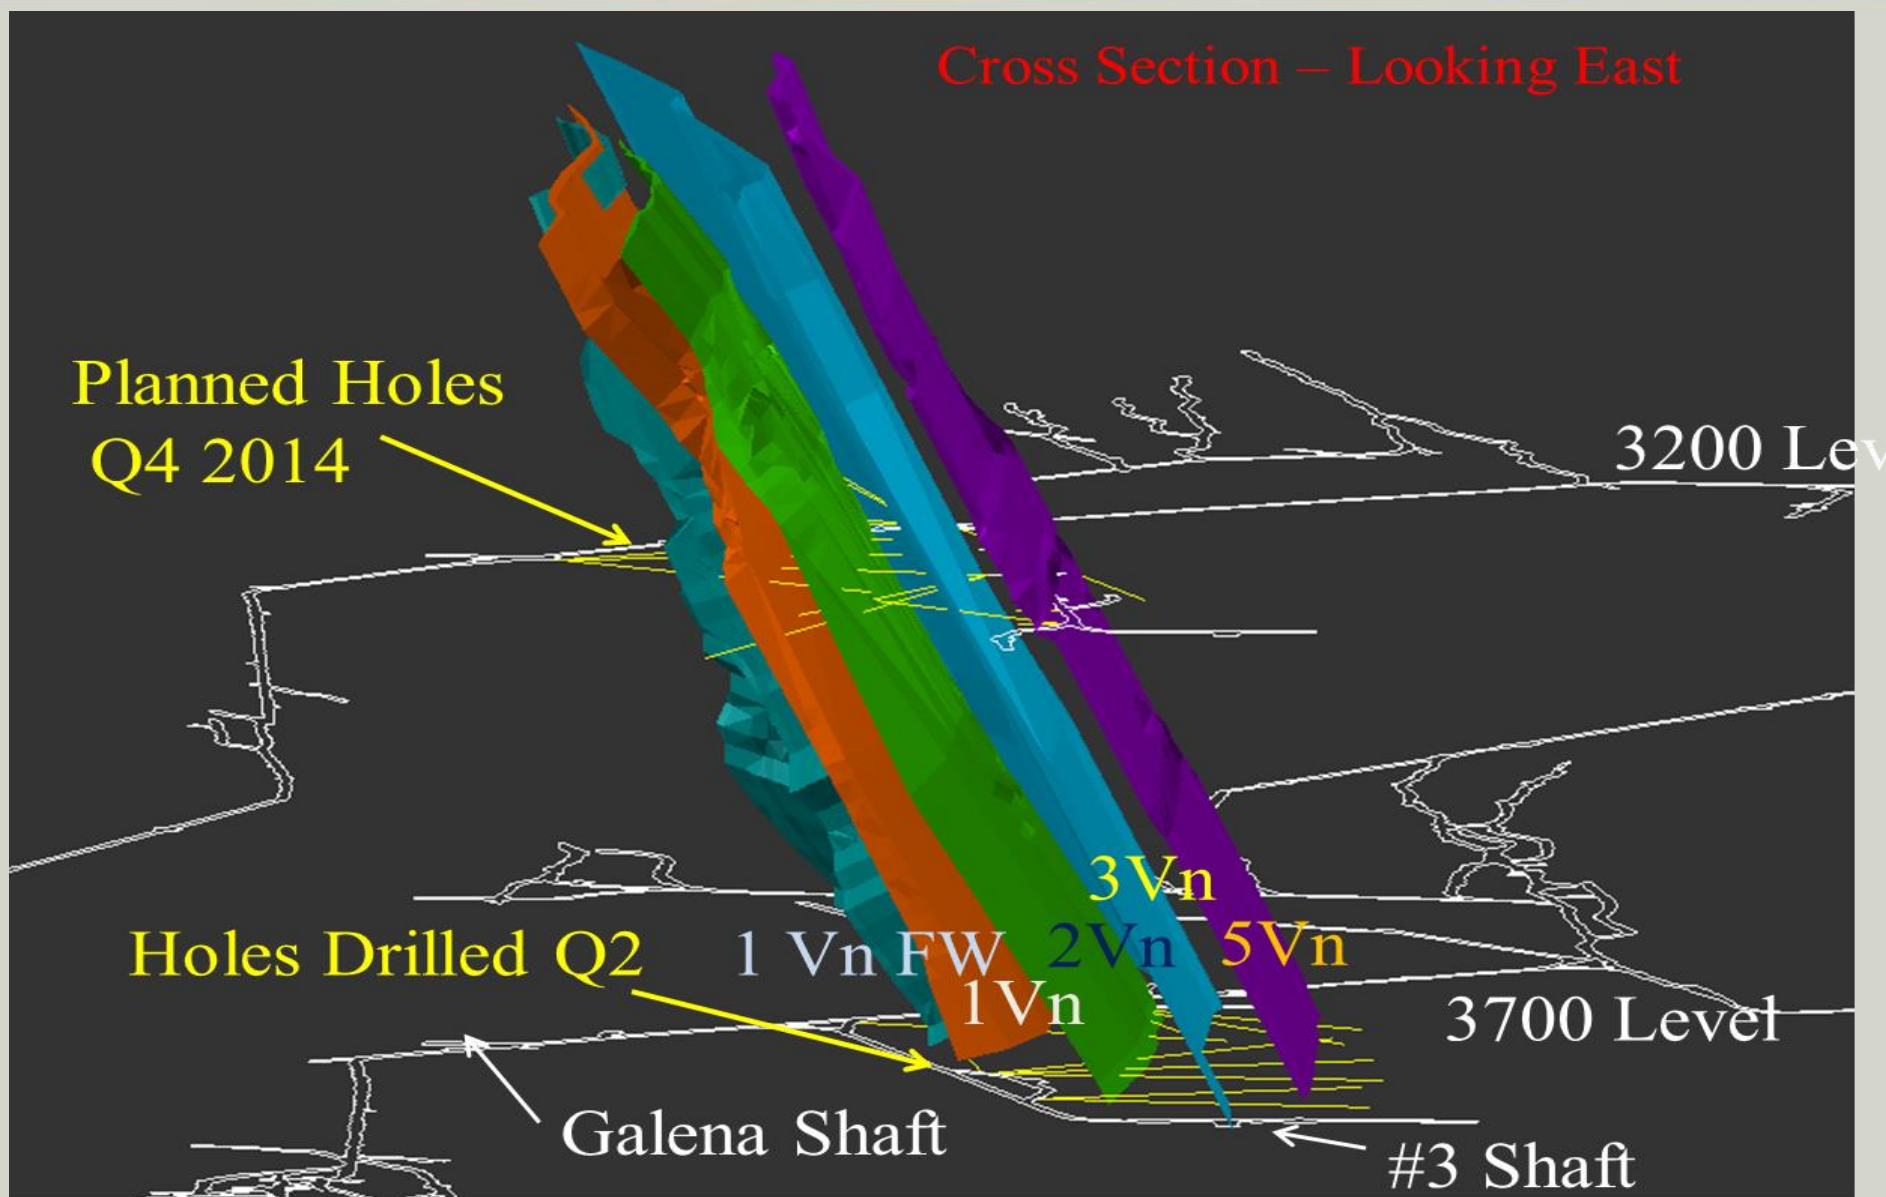 Cross Section – Looking East
Planned Holes
Q4 2014
3200 Lev
3Vn
Holes Drilled Q2
1 Vn FW
2Vn
5Vn
1Vn
3700 Level
Galena Shaft
#3 Shaft